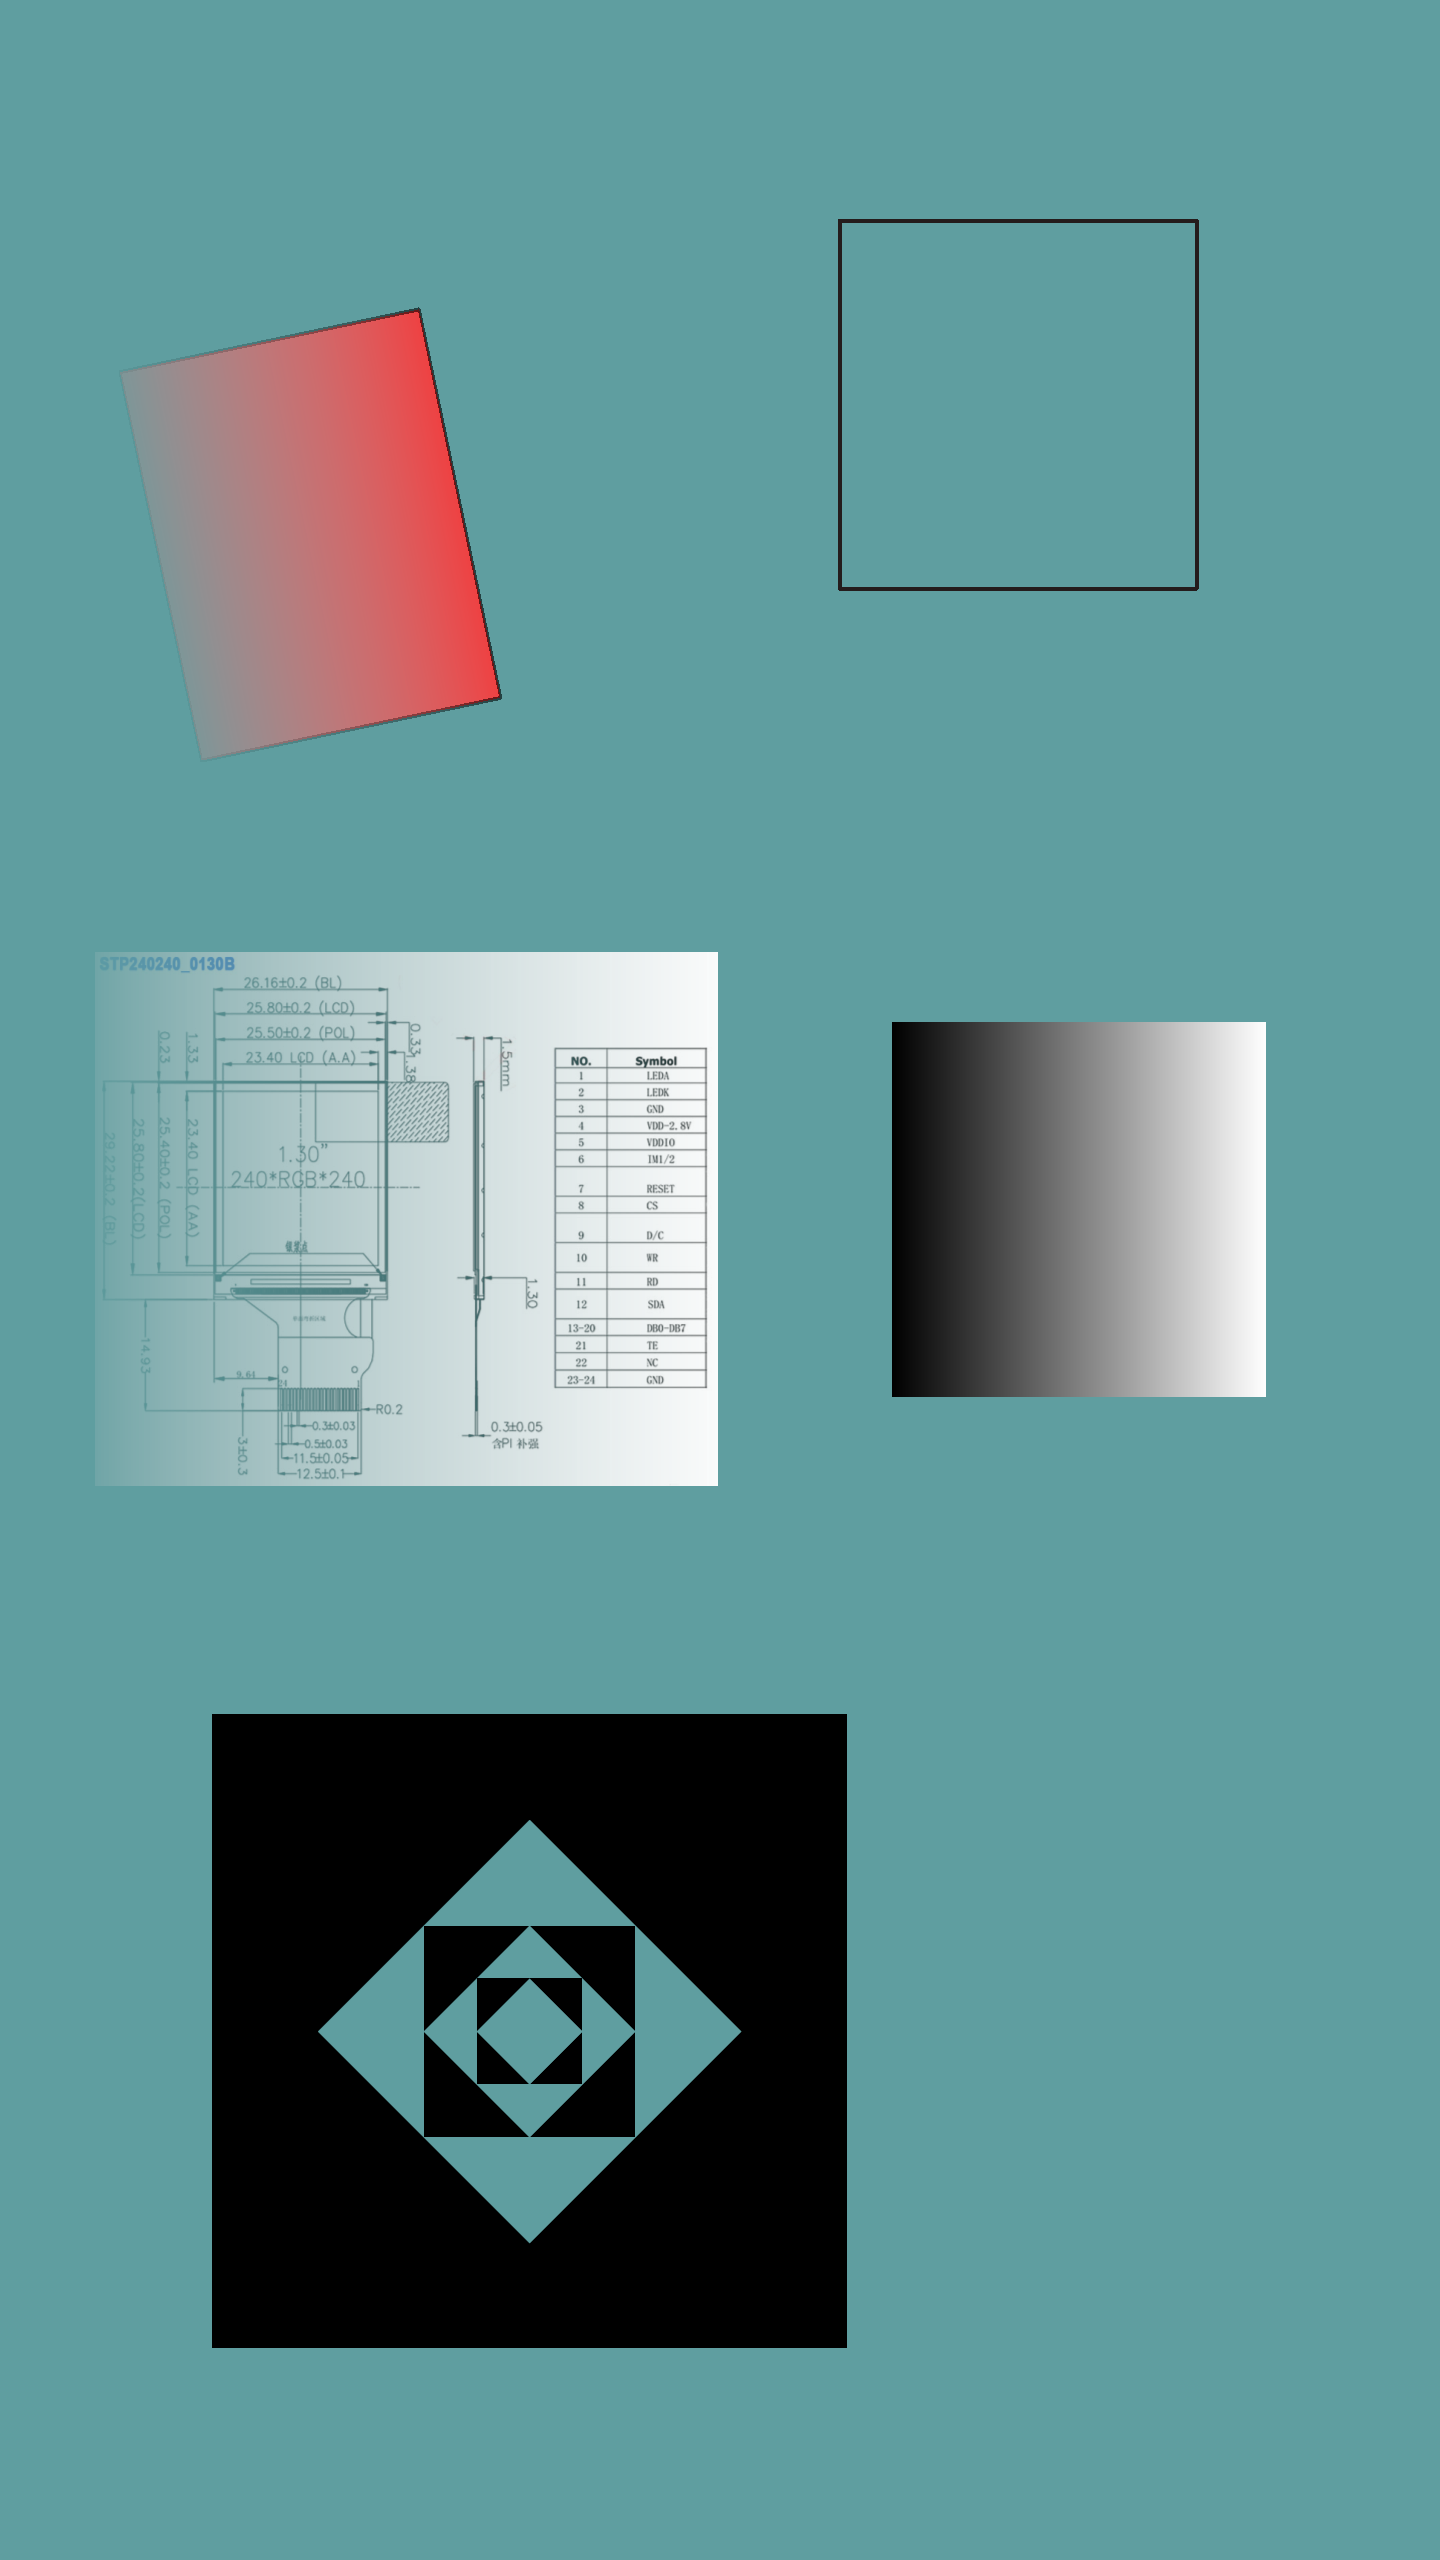 STP240240_0130B
26.16±0.2 (BL)
25.80±0.2 (LCD)
25.50±0.2 (POL)
23.40 LCD (A.A)
0.23
1.33
0.33
1.38
29.22±0.2 (BL)
25.80±0.2(LCD)
25.40±0.2 (POL)
23.40 LCD (AA)
1.30"
240*RGB*240
14.93
9.61
24
R0.2
0.3±0.03
0.5±0.03
11.5±0.05
12.5±0.1
3±0.3
1.5mm
1.30
0.3±0.05
含PI 补强
NO. Symbol
1 LEDA
2 LEDK
3 GND
4 VDD-2.8V
5 VDDIO
6 IM1/2
7 RESET
8 CS
9 D/C
10 WR
11 RD
12 SDA
13-20 DB0-DB7
21 TE
22 NC
23-24 GND